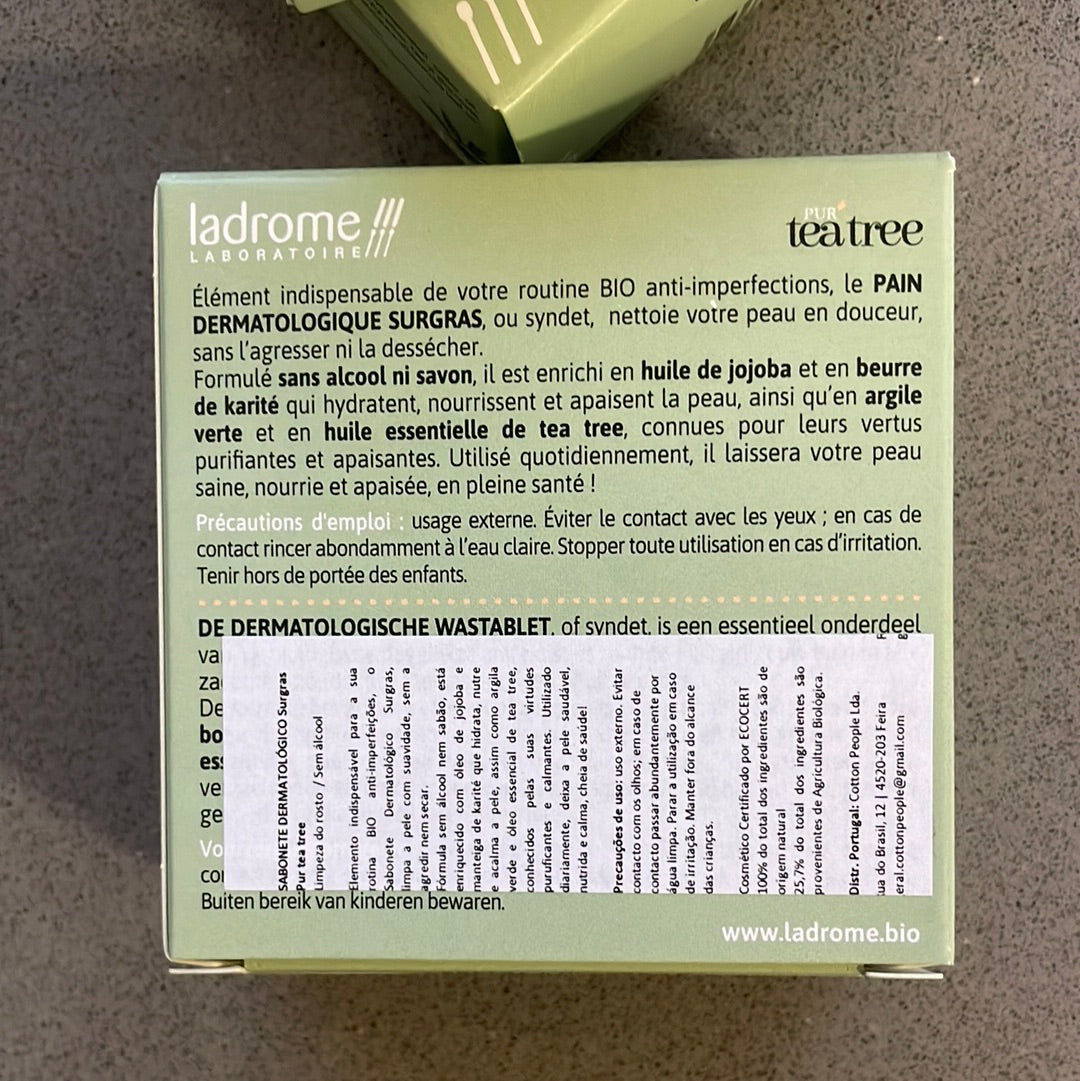 ladrome
LABORATOIRE
PUR
tea tree
Élément indispensable de votre routine BIO anti-imperfections, le PAIN
DERMATOLOGIQUE SURGRAS, ou syndet, nettoie votre peau en douceur,
sans l'agresser ni la dessécher.
Formulé sans alcool ni savon, il est enrichi en huile de jojoba et en beurre
de karité qui hydratent, nourrissent et apaisent la peau, ainsi qu'en argile
verte et en huile essentielle de tea tree, connues pour leurs vertus
purifiantes et apaisantes. Utilisé quotidiennement, il laissera votre peau
saine, nourrie et apaisée, en pleine santé !
Précautions d'emploi : usage externe. Éviter le contact avec les yeux ; en cas de
contact rincer abondamment à l'eau claire. Stopper toute utilisation en cas d'irritation.
Tenir hors de portée des enfants.
DE DERMATOLOGISCHE WASTABLET, of syndet, is een essentieel onderdeel
Buiten bereik van kinderen bewaren.
SABONETE DERMATOLÓGICO Surgras
Pur tea tree
Limpeza do rosto / Sem álcool
Elemento indispensável para a sua
rotina BIO anti-imperfeições, o
Sabonete Dermatológico Surgras,
limpa a pele com suavidade, sem a
agredir nem secar.
Fórmula sem álcool nem sabão, está
enriquecido com óleo de jojoba e
manteiga de karité que hidrata, nutre
e acalma a pele, assim como argila
verde e óleo essencial de tea tree,
conhecidos pelas suas virtudes
puruficantes e calmantes. Utilizado
diariamente, deixa a pele saudável,
nutrida e calma, cheia de saúde!
Precauções de uso: uso externo. Evitar
contacto com os olhos; em caso de
contacto passar abundantemente por
água limpa. Parar a utilização em caso
de irritação. Manter fora do alcance
das crianças.
Cosmético Certificado por ECOCERT
100% do total dos ingredientes são de
origem natural
25,7% do total dos ingredientes são
provenientes de Agricultura Biológica.
Distr. Portugal: Cotton People Lda.
ua do Brasil, 12 | 4520-203 Feira
eral.cottonpeople@gmail.com
www.ladrome.bio